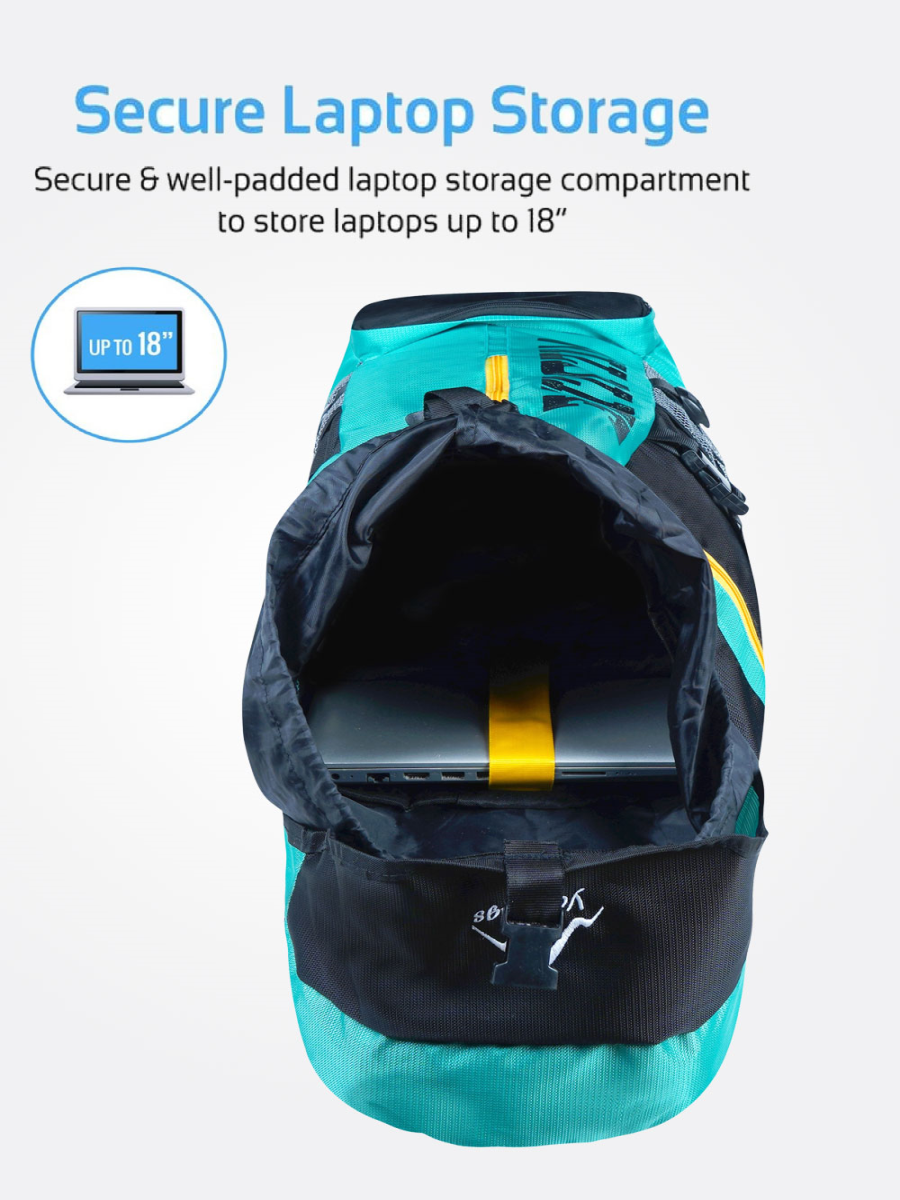 Secure Laptop Storage
Secure & well-padded laptop storage compartment
to store laptops up to 18”
UP TO 18”